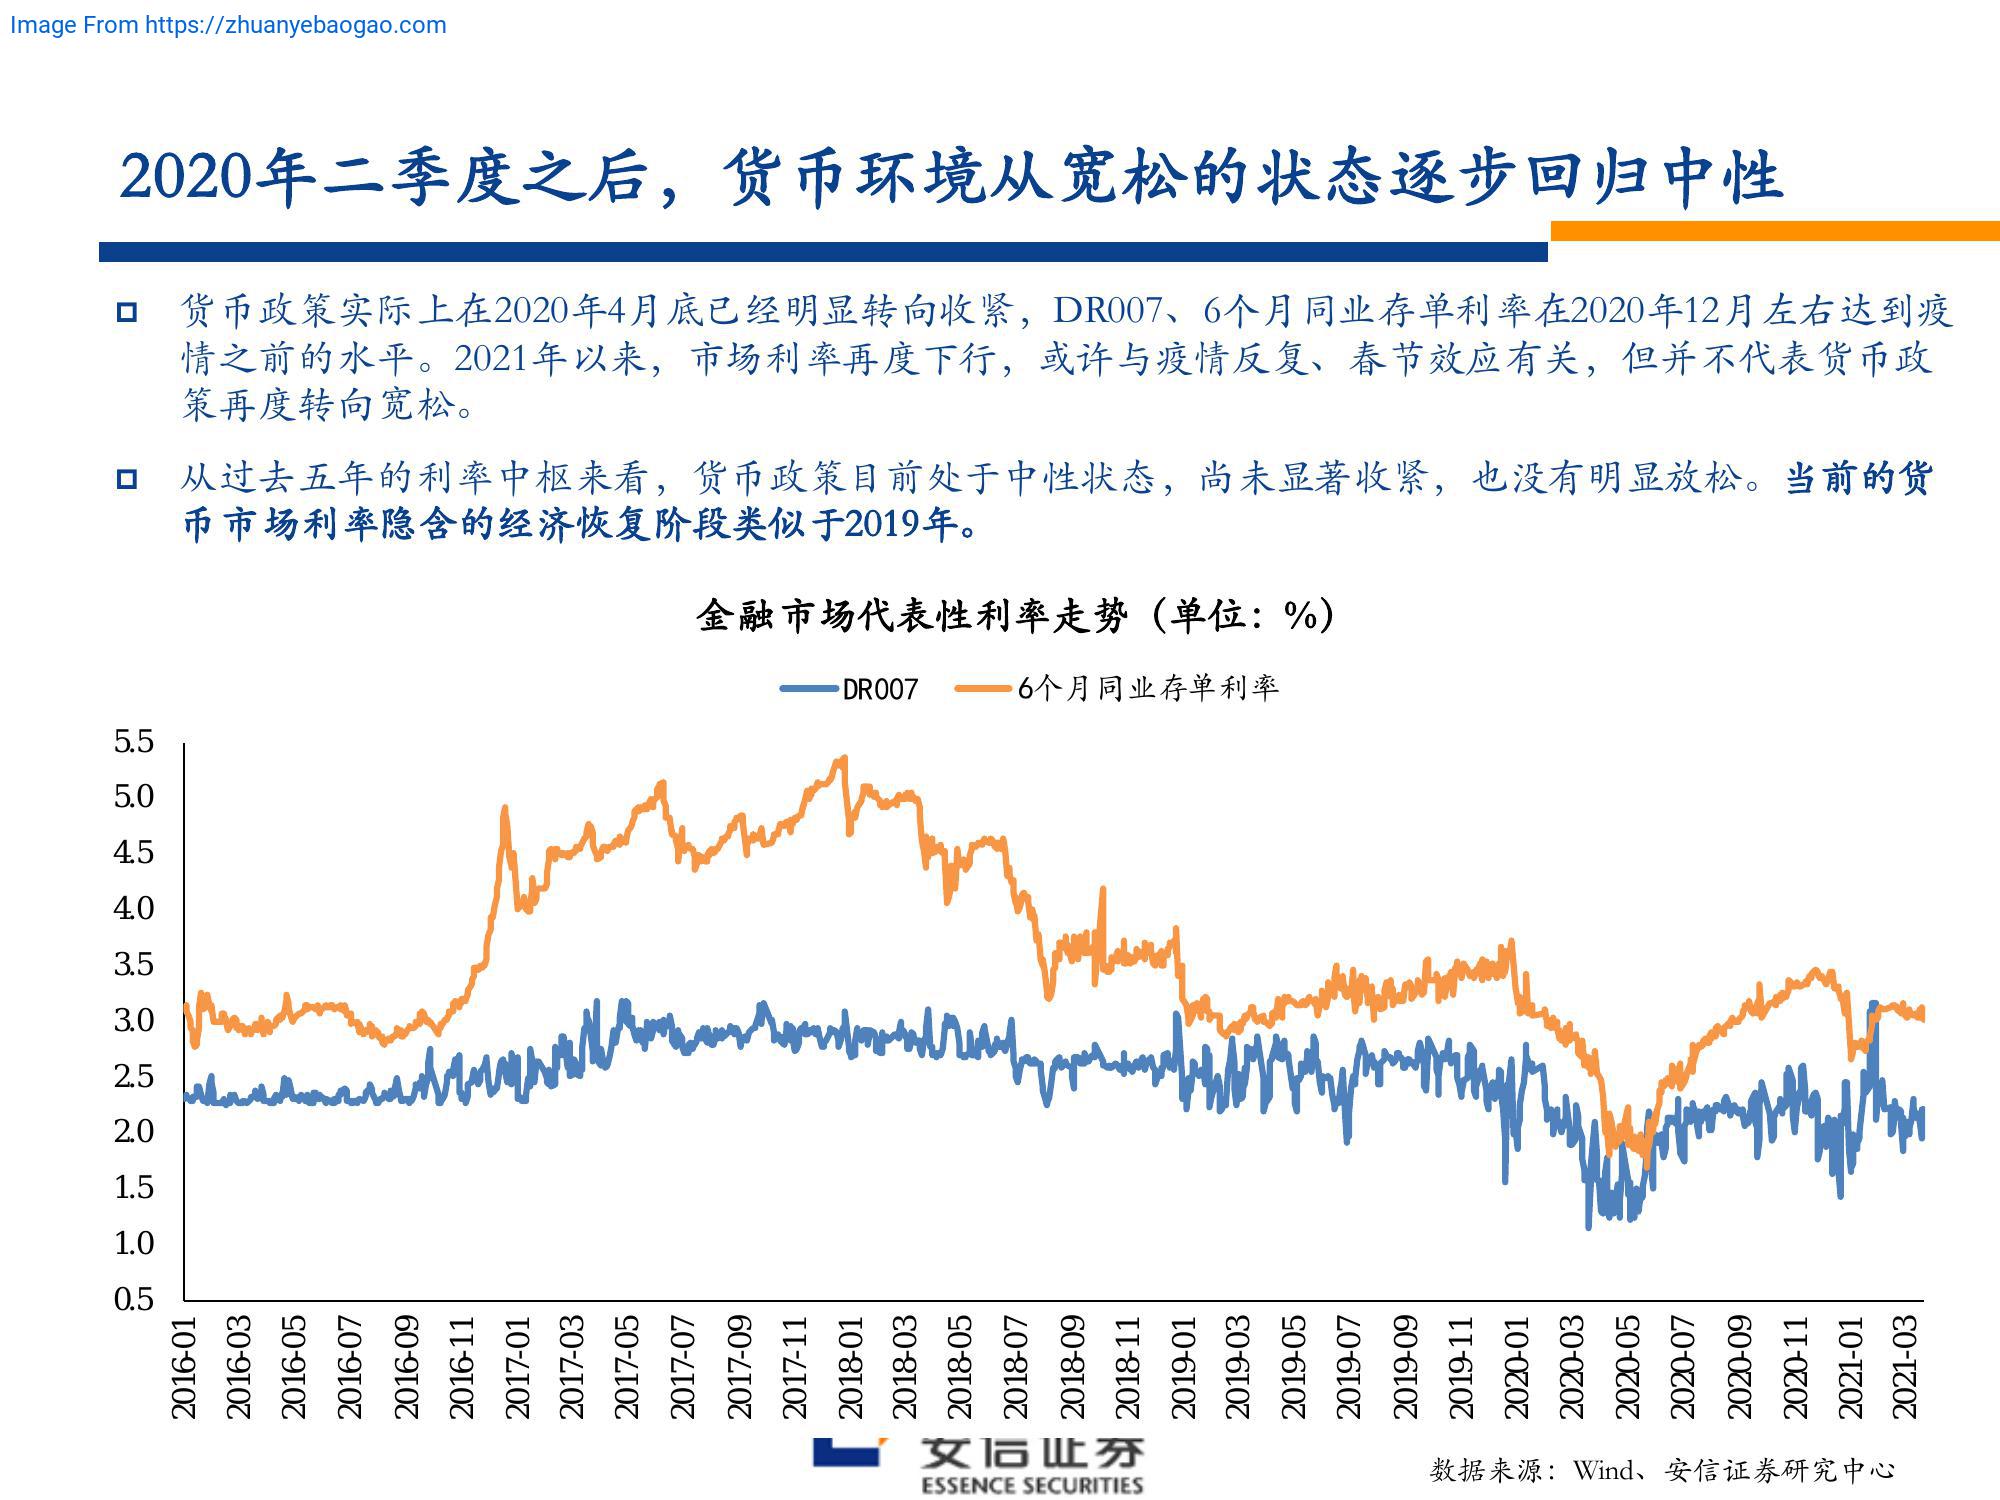 Image From https://zhuanyebaogao.com
2020年二季度之后，货币环境从宽松的状态逐步回归中性
货币政策实际上在2020年4月底已经明显转向收紧，DR007、6个月同业存单利率在2020年12月左右达到疫
情之前的水平。2021年以来，市场利率再度下行，或许与疫情反复、春节效应有关，但并不代表货币政
策再度转向宽松。
从过去五年的利率中枢来看，货币政策目前处于中性状态，尚未显著收紧，也没有明显放松。当前的货
币市场利率隐含的经济恢复阶段类似于2019年。
金融市场代表性利率走势（单位：%）
DR007 6个月同业存单利率
5.5
5.0
4.5
4.0
3.5
3.0
2.5
2.0
1.5
1.0
0.5
2016-01 2016-03 2016-05 2016-07 2016-09 2016-11 2017-01 2017-03 2017-05 2017-07 2017-09 2017-11 2018-01 2018-03 2018-05 2018-07 2018-09 2018-11 2019-01 2019-03 2019-05 2019-07 2019-09 2019-11 2020-01 2020-03 2020-05 2020-07 2020-09 2020-11 2021-01 2021-03
安信证券
ESSENCE SECURITIES
数据来源：Wind、安信证券研究中心